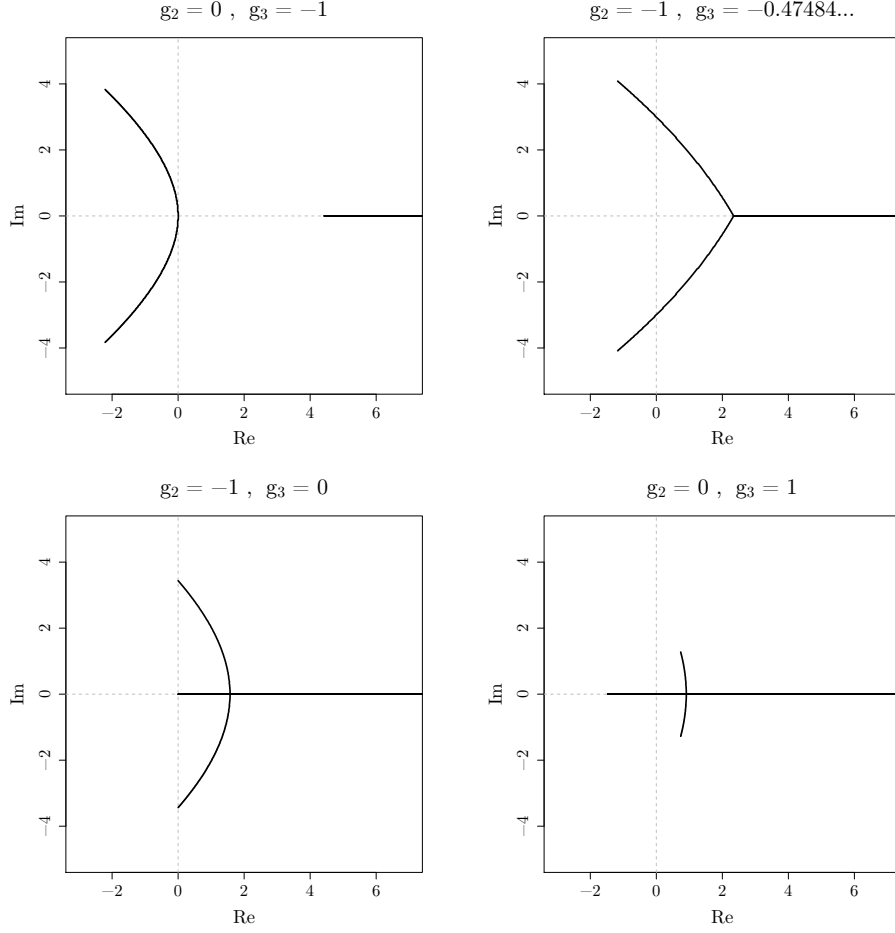 g₂ = 0 , g₃ = −1
4
2
0
−2
−4
Im
−2 0 2 4 6
Re
g₂ = −1 , g₃ = −0.47484...
4
2
0
−2
−4
Im
−2 0 2 4 6
Re
g₂ = −1 , g₃ = 0
4
2
0
−2
−4
Im
−2 0 2 4 6
Re
g₂ = 0 , g₃ = 1
4
2
0
−2
−4
Im
−2 0 2 4 6
Re